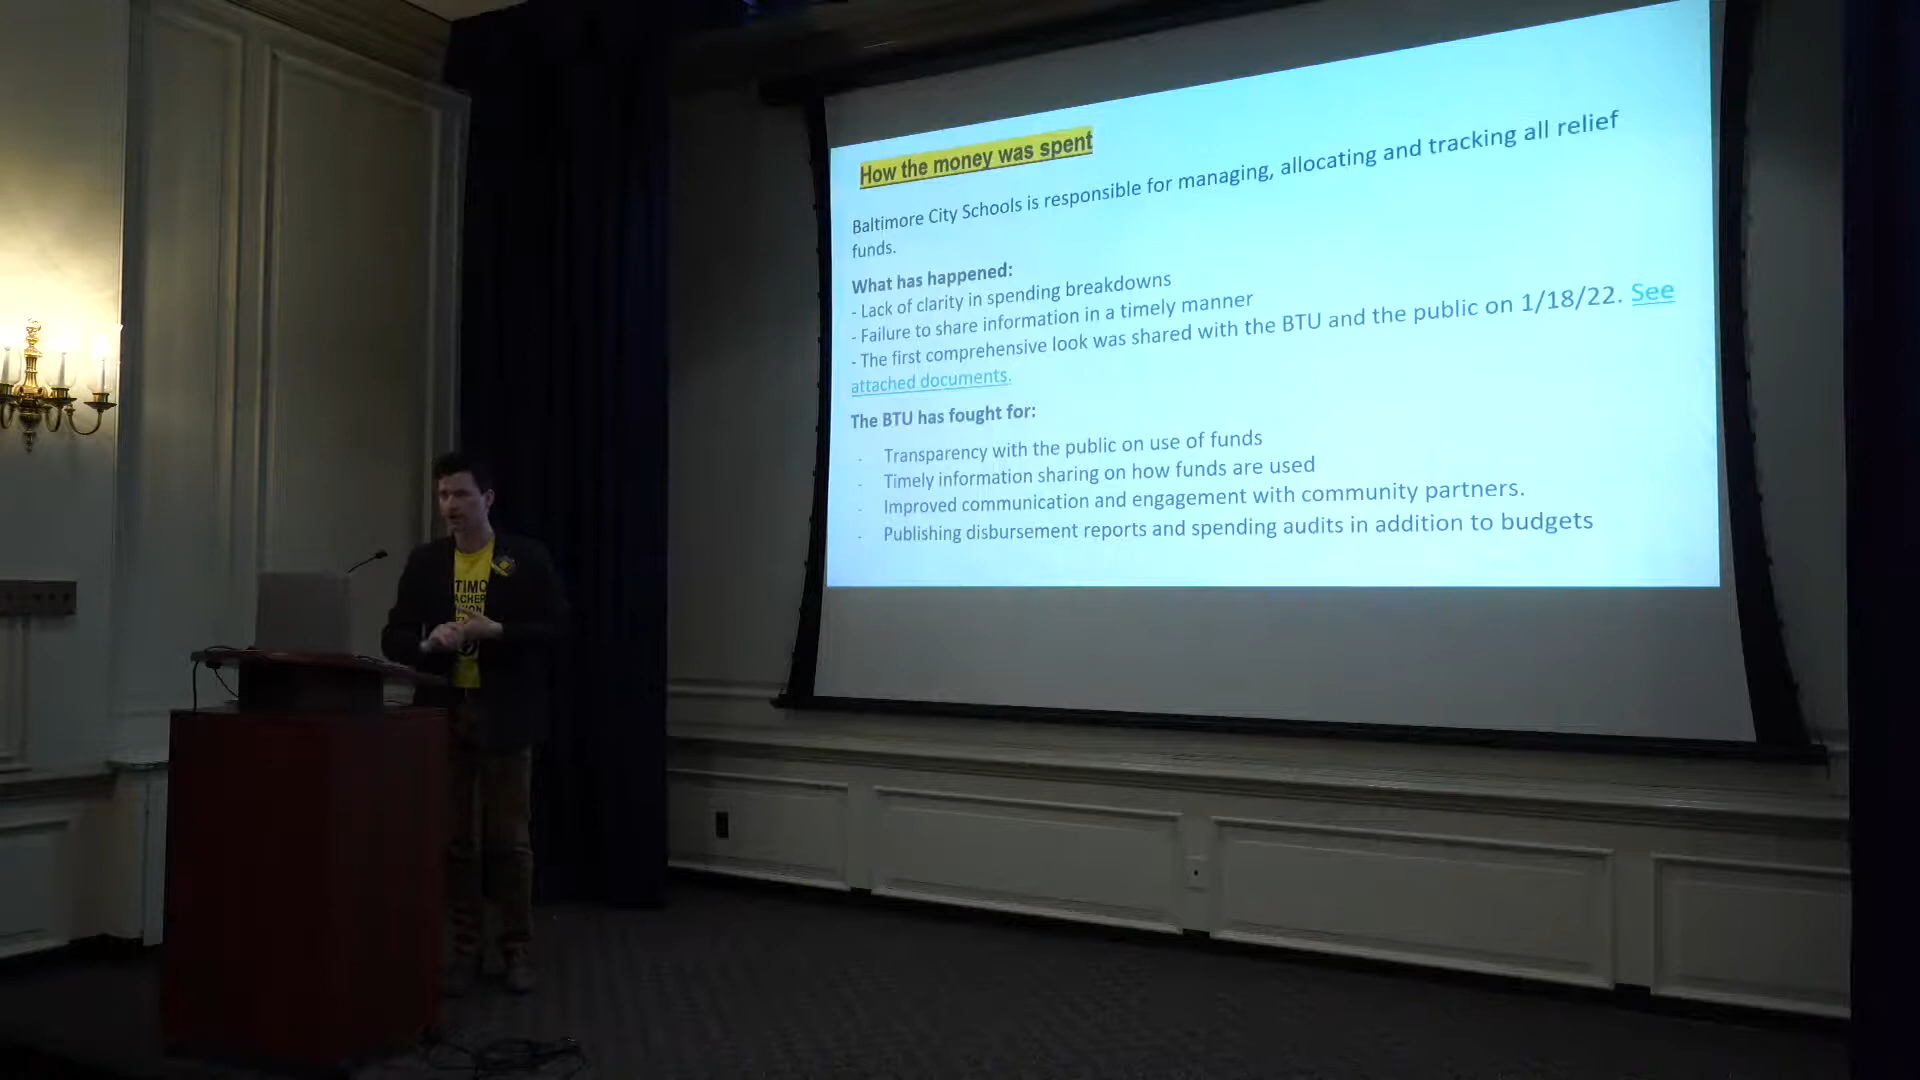 How the money was spent
Baltimore City Schools is responsible for managing, allocating and tracking all relief
funds.
What has happened:
- Lack of clarity in spending breakdowns
- Failure to share information in a timely manner
- The first comprehensive look was shared with the BTU and the public on 1/18/22. See
attached documents.
The BTU has fought for:
- Transparency with the public on use of funds
- Timely information sharing on how funds are used
- Improved communication and engagement with community partners.
- Publishing disbursement reports and spending audits in addition to budgets
TIMO
ACHER